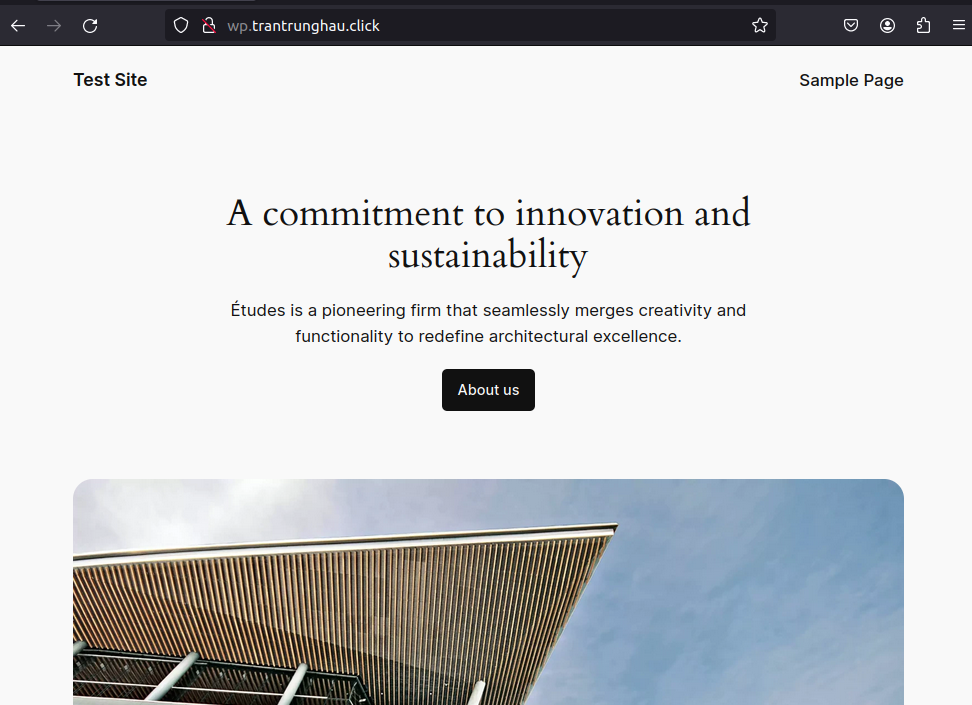 wp.trantrunghau.click
Test Site
Sample Page
A commitment to innovation and
sustainability
Études is a pioneering firm that seamlessly merges creativity and
functionality to redefine architectural excellence.
About us